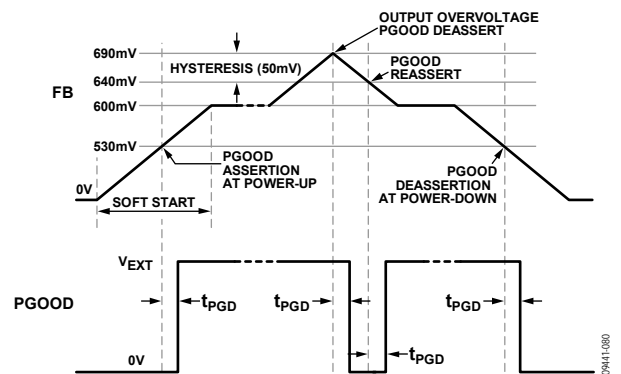 OUTPUT OVERVOLTAGE
PGOOD DEASSERT
690mV
HYSTERESIS (50mV)
PGOOD
REASSERT
640mV
FB
600mV
530mV
PGOOD
ASSERTION
AT POWER-UP
PGOOD
DEASSERTION
AT POWER-DOWN
0V
SOFT START
VEXT
PGOOD
tPGD
tPGD
tPGD
tPGD
0V
09441-080